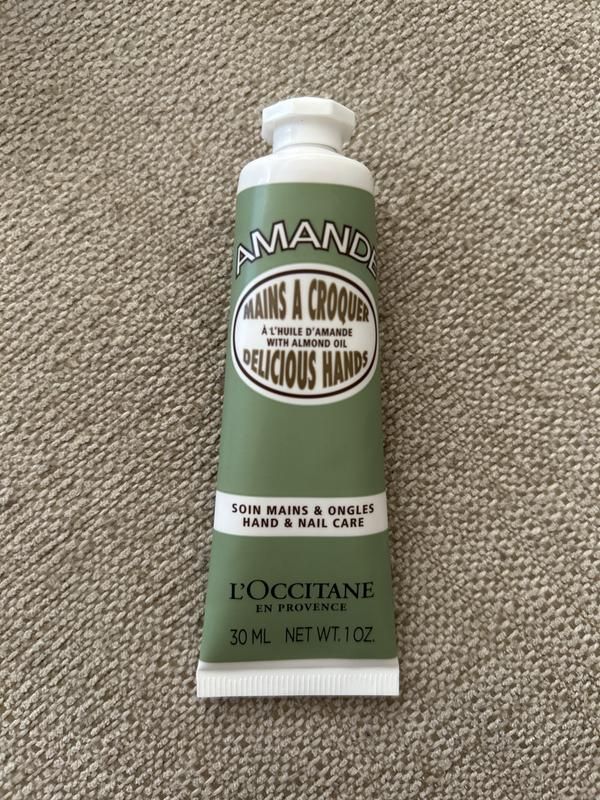 AMANDE
MAINS A CROQUER
À L'HUILE D'AMANDE
WITH ALMOND OIL
DELICIOUS HANDS
SOIN MAINS & ONGLES
HAND & NAIL CARE
L'OCCITANE
EN PROVENCE
30 ML NET WT. 1 OZ.